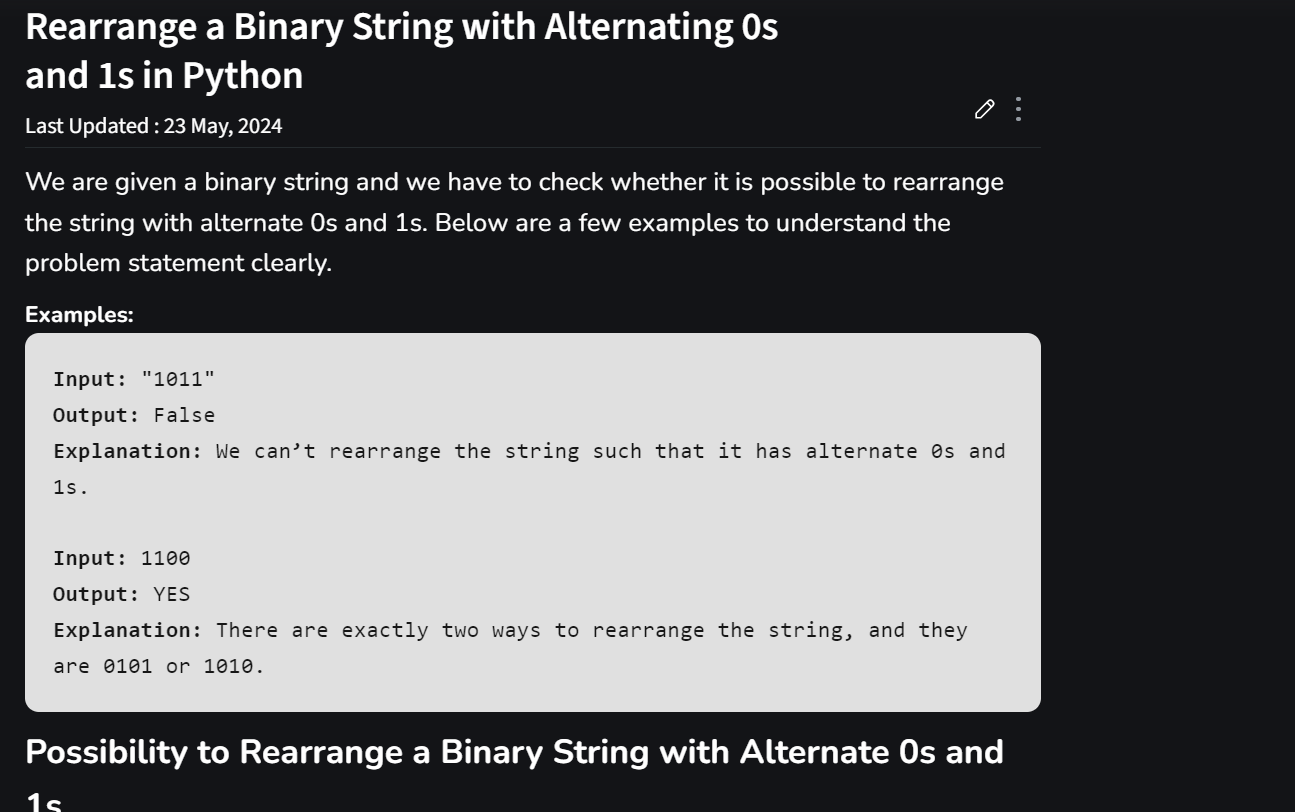 Rearrange a Binary String with Alternating 0s
and 1s in Python
Last Updated : 23 May, 2024
We are given a binary string and we have to check whether it is possible to rearrange
the string with alternate 0s and 1s. Below are a few examples to understand the
problem statement clearly.
Examples:
Input: "1011"
Output: False
Explanation: We can’t rearrange the string such that it has alternate 0s and
1s.
Input: 1100
Output: YES
Explanation: There are exactly two ways to rearrange the string, and they
are 0101 or 1010.
Possibility to Rearrange a Binary String with Alternate 0s and
1s